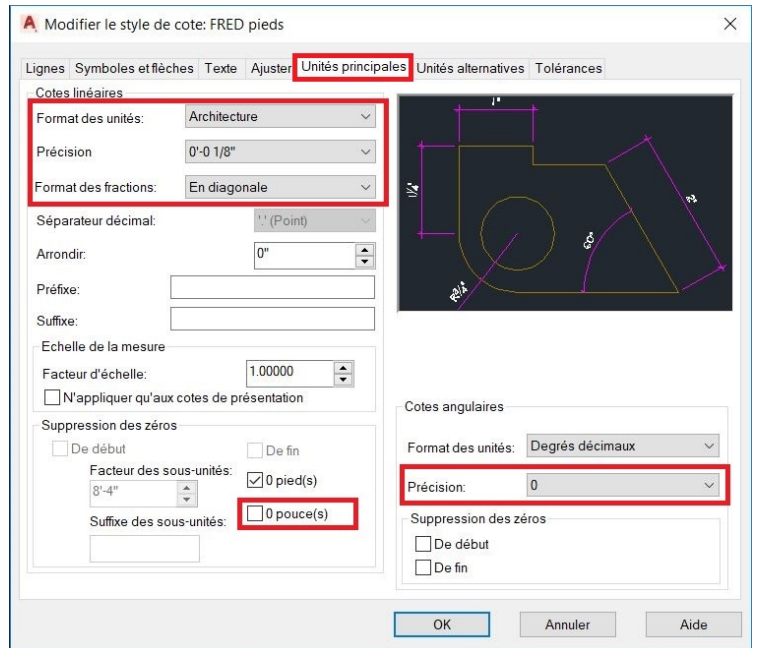 Modifier le style de cote: FRED pieds
Lignes Symboles et flèches Texte Ajuster Unités principales Unités alternatives Tolérances
Cotes linéaires
Format des unités: Architecture
Précision 0'-0 1/8"
Format des fractions: En diagonale
Séparateur décimal: '.' (Point)
Arrondir: 0"
Préfixe:
Suffixe:
Echelle de la mesure
Facteur d'échelle: 1.00000
N'appliquer qu'aux cotes de présentation
Suppression des zéros
De début De fin
Facteur des sous-unités:
8'-4"
0 pied(s)
Suffixe des sous-unités:
0 pouce(s)
1"
2
60°
Cotes angulaires
Format des unités: Degrés décimaux
Précision: 0
Suppression des zéros
De début
De fin
OK Annuler Aide